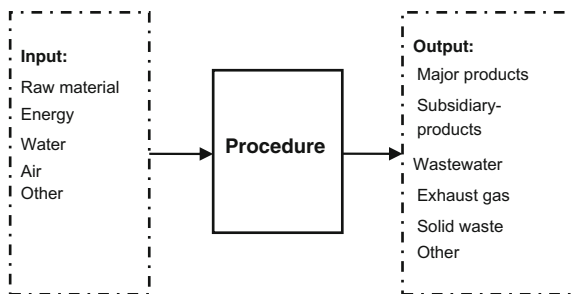 Input:
Raw material
Energy
Water
Air
Other
Procedure
Output:
Major products
Subsidiary-
products
Wastewater
Exhaust gas
Solid waste
Other